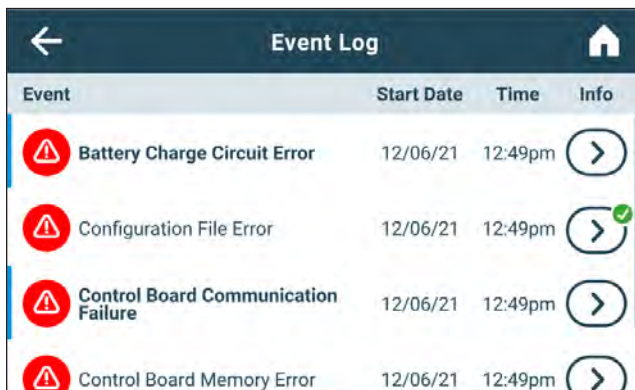 Event Log
Event Start Date Time Info
Battery Charge Circuit Error 12/06/21 12:49pm
Configuration File Error 12/06/21 12:49pm
Control Board Communication
Failure 12/06/21 12:49pm
Control Board Memory Error 12/06/21 12:49pm